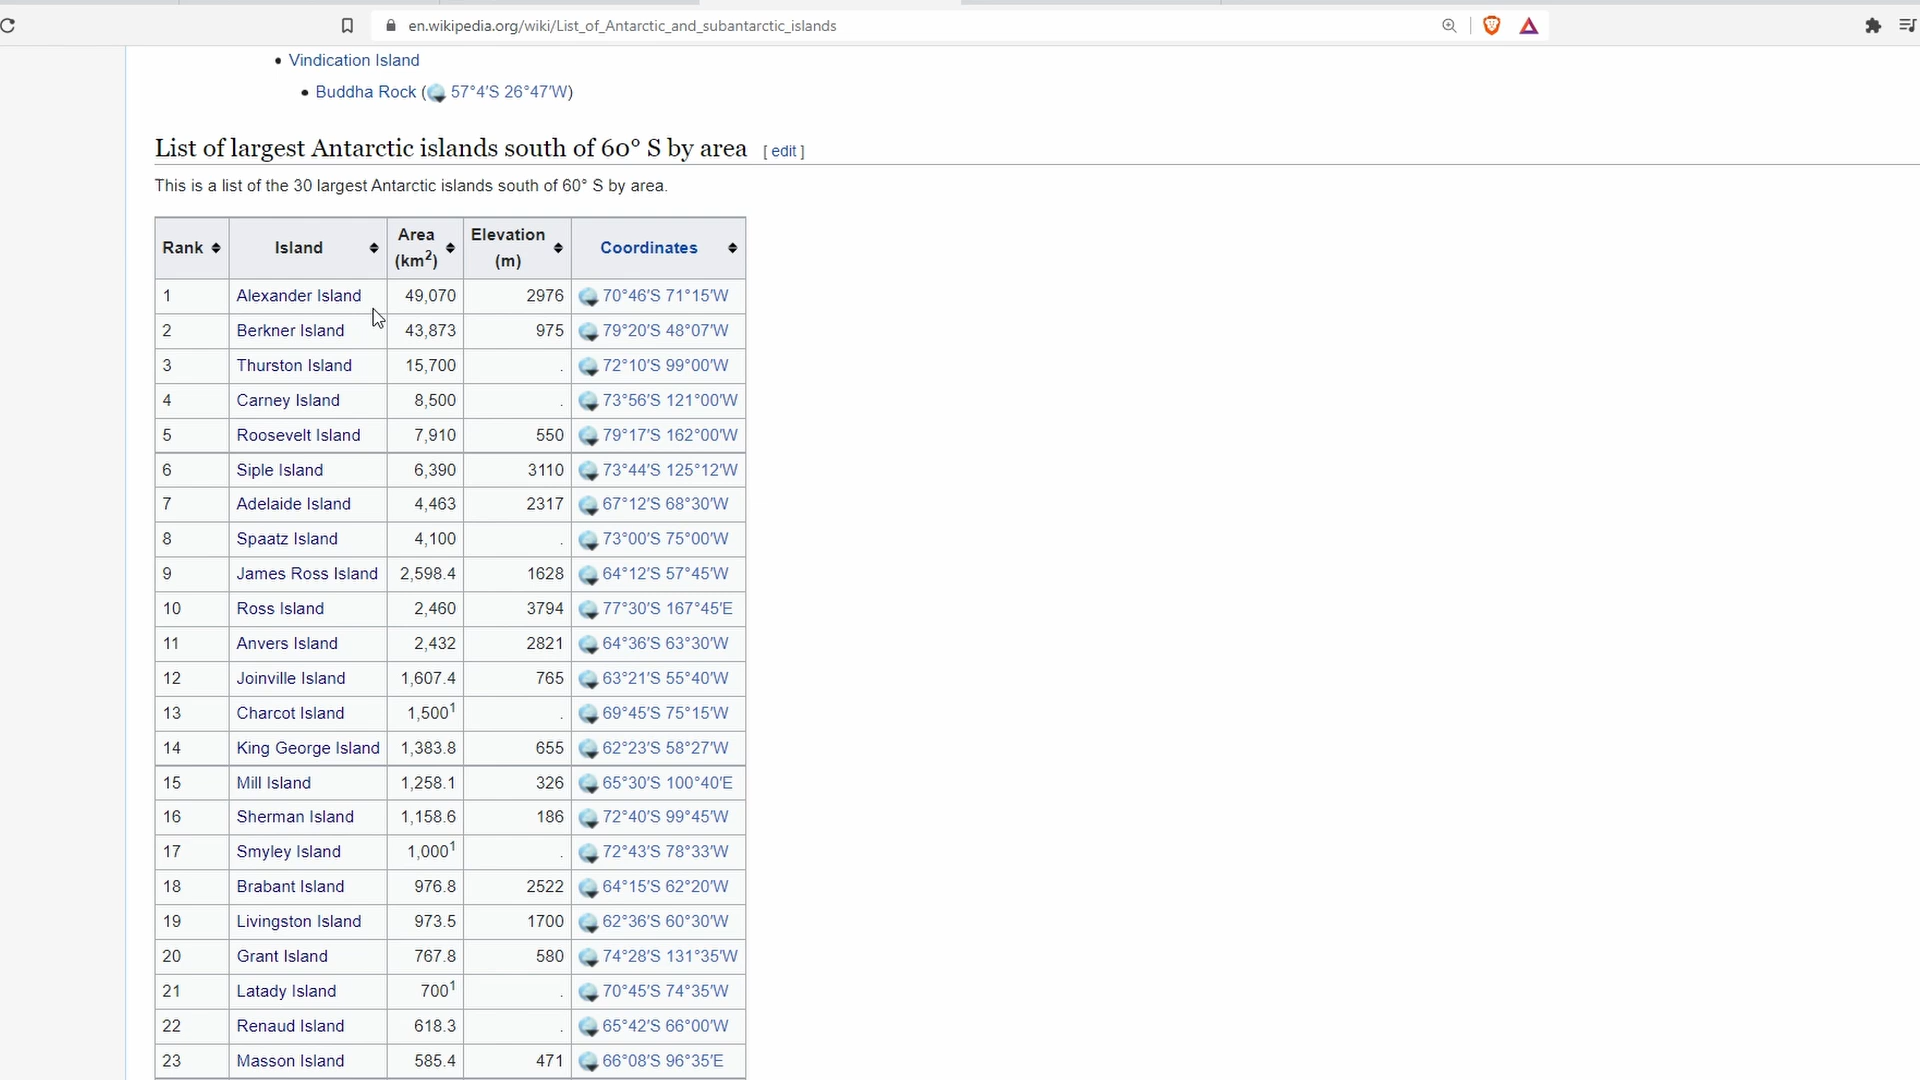 en.wikipedia.org/wiki/List_of_Antarctic_and_subantarctic_islands
• Vindication Island
• Buddha Rock (57°4′S 26°47′W)
List of largest Antarctic islands south of 60° S by area [ edit ]
This is a list of the 30 largest Antarctic islands south of 60° S by area.
Rank Island Area (km²) Elevation (m) Coordinates
1 Alexander Island 49,070 2976 70°46′S 71°15′W
2 Berkner Island 43,873 975 79°20′S 48°07′W
3 Thurston Island 15,700 . 72°10′S 99°00′W
4 Carney Island 8,500 . 73°56′S 121°00′W
5 Roosevelt Island 7,910 550 79°17′S 162°00′W
6 Siple Island 6,390 3110 73°44′S 125°12′W
7 Adelaide Island 4,463 2317 67°12′S 68°30′W
8 Spaatz Island 4,100 . 73°00′S 75°00′W
9 James Ross Island 2,598.4 1628 64°12′S 57°45′W
10 Ross Island 2,460 3794 77°30′S 167°45′E
11 Anvers Island 2,432 2821 64°36′S 63°30′W
12 Joinville Island 1,607.4 765 63°21′S 55°40′W
13 Charcot Island 1,500¹ . 69°45′S 75°15′W
14 King George Island 1,383.8 655 62°23′S 58°27′W
15 Mill Island 1,258.1 326 65°30′S 100°40′E
16 Sherman Island 1,158.6 186 72°40′S 99°45′W
17 Smyley Island 1,000¹ . 72°43′S 78°33′W
18 Brabant Island 976.8 2522 64°15′S 62°20′W
19 Livingston Island 973.5 1700 62°36′S 60°30′W
20 Grant Island 767.8 580 74°28′S 131°35′W
21 Latady Island 700¹ . 70°45′S 74°35′W
22 Renaud Island 618.3 . 65°42′S 66°00′W
23 Masson Island 585.4 471 66°08′S 96°35′E